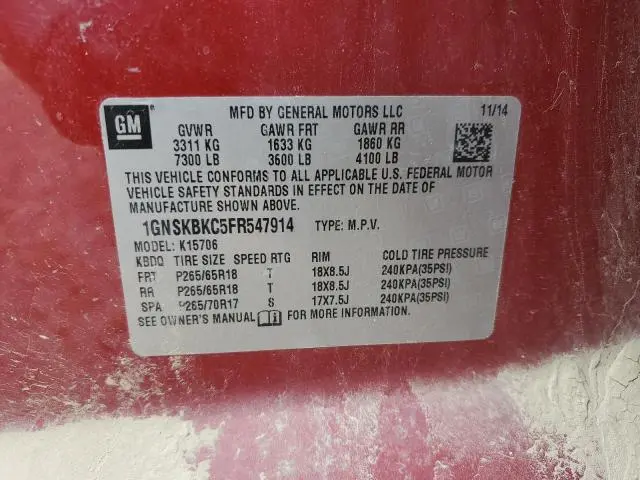 GM
MFD BY GENERAL MOTORS LLC 11/14
GVWR GAWR FRT GAWR RR
3311 KG 1633 KG 1860 KG
7300 LB 3600 LB 4100 LB
THIS VEHICLE CONFORMS TO ALL APPLICABLE U.S. FEDERAL MOTOR
VEHICLE SAFETY STANDARDS IN EFFECT ON THE DATE OF
MANUFACTURE SHOWN ABOVE.
1GNSKBKC5FR547914 TYPE: M.P.V.
MODEL: K15706
KBDQ TIRE SIZE SPEED RTG RIM COLD TIRE PRESSURE
FRT P265/65R18 T 18X8.5J 240KPA(35PSI)
RR P265/65R18 T 18X8.5J 240KPA(35PSI)
SPA P265/70R17 S 17X7.5J 240KPA(35PSI)
SEE OWNER'S MANUAL FOR MORE INFORMATION